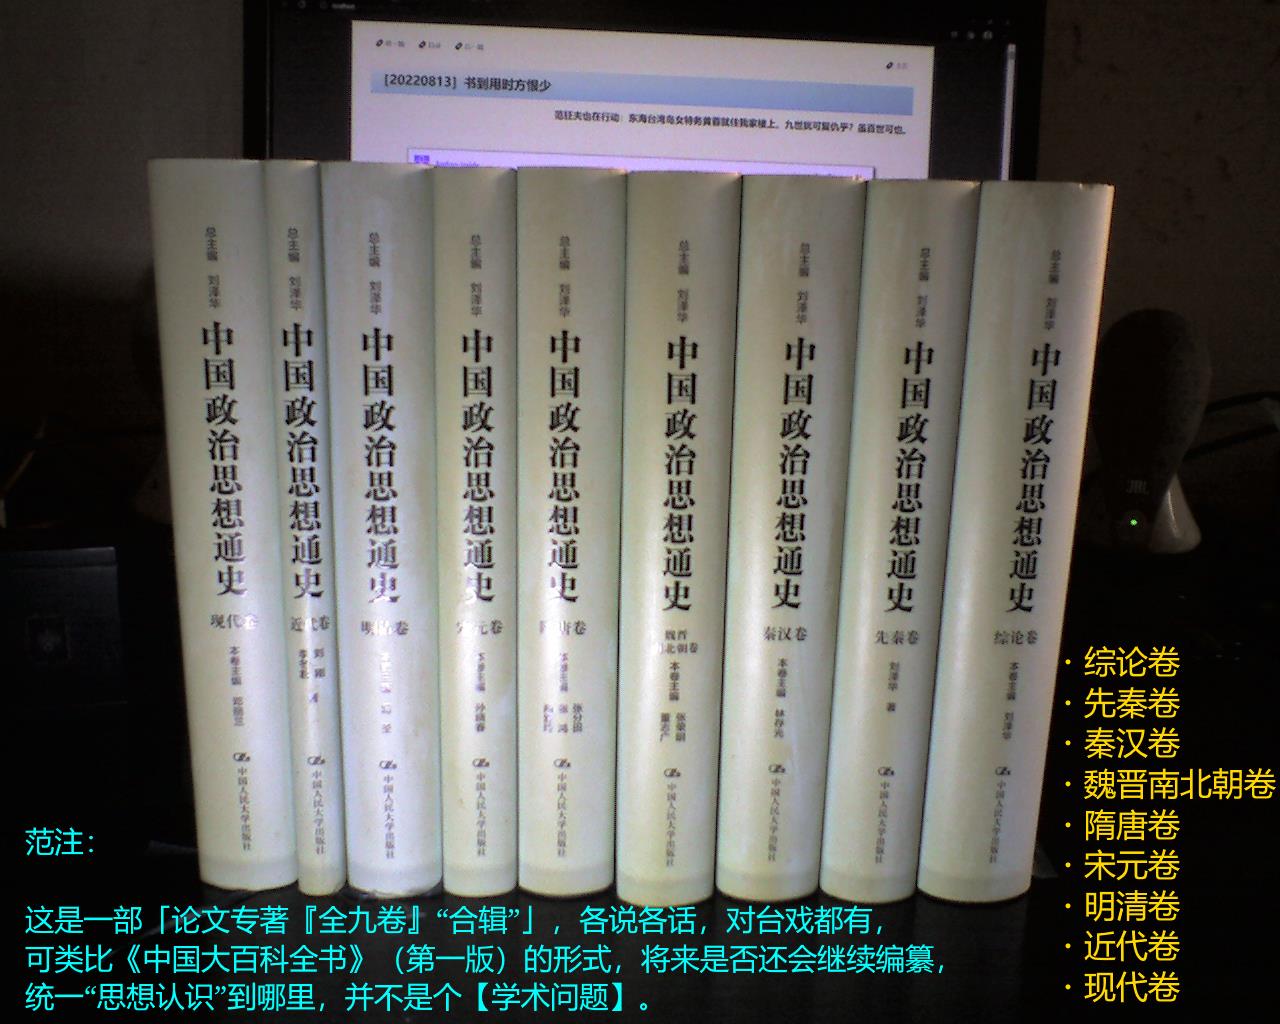 [20220813] 书到用时方恨少
范狂夫也在行动：东海台湾岛女特务黄蓉就住我家楼上。九世犹可复仇乎？虽百世可也。
总主编 刘泽华
中国政治思想通史
现代卷
本卷主编
中国人民大学出版社
总主编 刘泽华
中国政治思想通史
近代卷
中国人民大学出版社
总主编 刘泽华
中国政治思想通史
明清卷
中国人民大学出版社
总主编 刘泽华
中国政治思想通史
宋元卷
本卷主编 孙晓春
中国人民大学出版社
总主编 刘泽华
中国政治思想通史
隋唐卷
本卷主编 张分田 张鸿
中国人民大学出版社
总主编 刘泽华
中国政治思想通史
魏晋
南北朝卷
本卷主编 张荣明 董志广
中国人民大学出版社
总主编 刘泽华
中国政治思想通史
秦汉卷
本卷主编 林存光
中国人民大学出版社
总主编 刘泽华
中国政治思想通史
先秦卷
刘泽华 著
中国人民大学出版社
总主编 刘泽华
中国政治思想通史
综论卷
本卷主编 刘泽华
中国人民大学出版社
JBL
· 综论卷
· 先秦卷
· 秦汉卷
· 魏晋南北朝卷
· 隋唐卷
· 宋元卷
· 明清卷
· 近代卷
· 现代卷
范注：
这是一部「论文专著『全九卷』“合辑”」，各说各话，对台戏都有，
可类比《中国大百科全书》（第一版）的形式，将来是否还会继续编纂，
统一“思想认识”到哪里，并不是个【学术问题】。